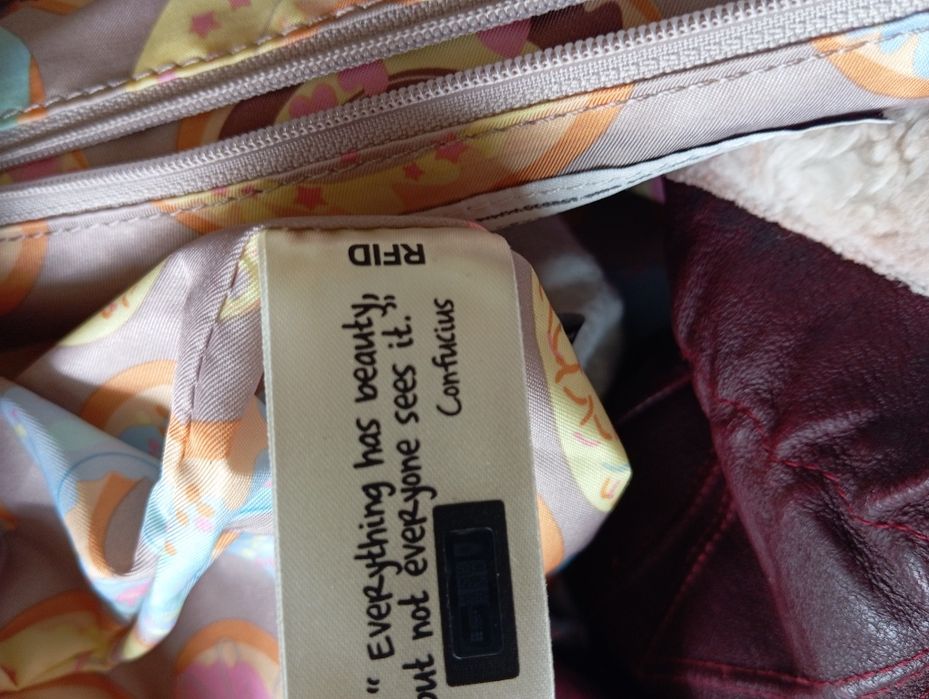 RFID
“ Everything has beauty,
but not everyone sees it.”
Confucius